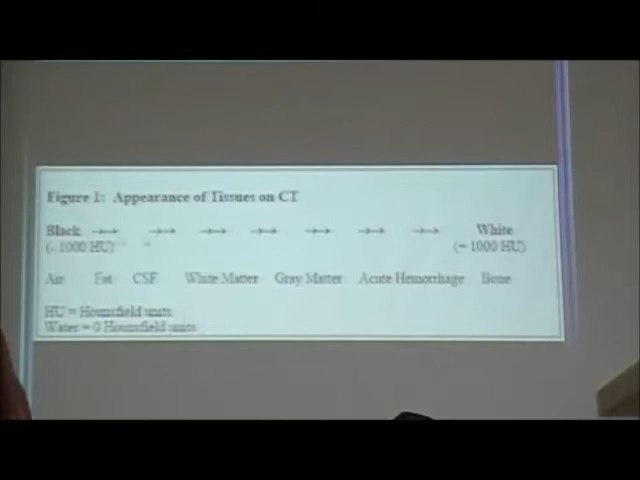 Figure 1: Appearance of Tissues on CT
Black →→ →→ →→ →→ →→ →→ →→ White
(- 1000 HU) (+ 1000 HU)
Air Fat CSF White Matter Gray Matter Acute Hemorrhage Bone
HU = Hounsfield units
Water = 0 Hounsfield units